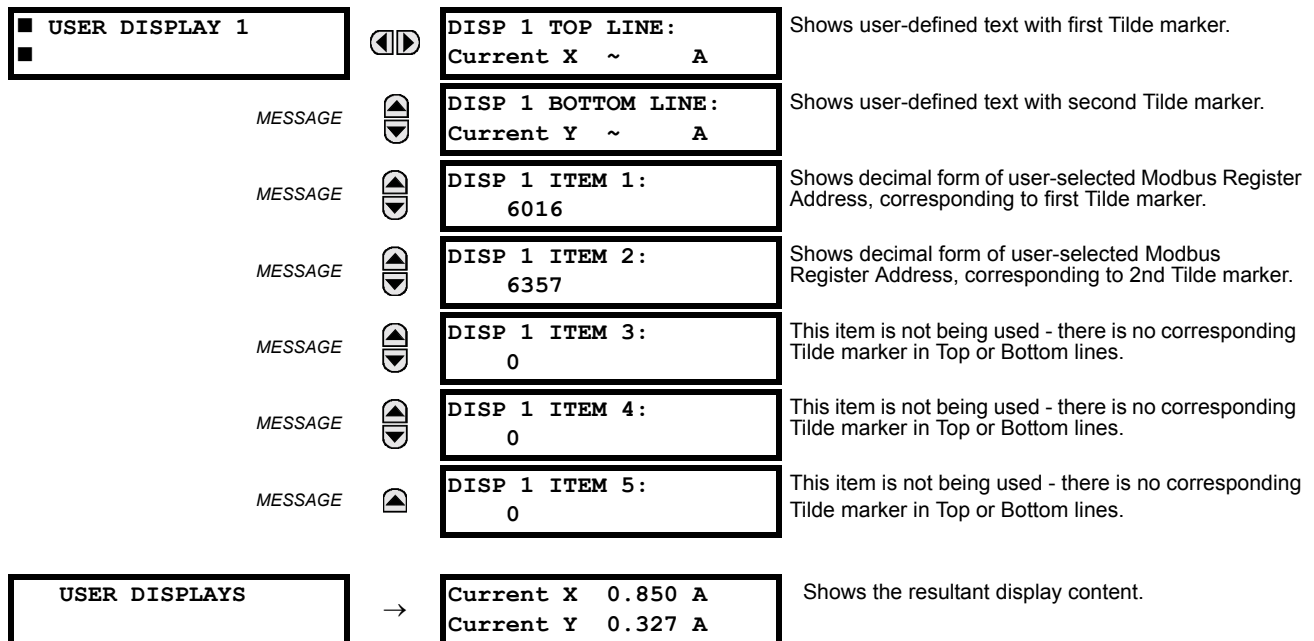 ■ USER DISPLAY 1
■
DISP 1 TOP LINE:
Current X ~ A
Shows user-defined text with first Tilde marker.
MESSAGE
DISP 1 BOTTOM LINE:
Current Y ~ A
Shows user-defined text with second Tilde marker.
MESSAGE
DISP 1 ITEM 1:
6016
Shows decimal form of user-selected Modbus Register
Address, corresponding to first Tilde marker.
MESSAGE
DISP 1 ITEM 2:
6357
Shows decimal form of user-selected Modbus
Register Address, corresponding to 2nd Tilde marker.
MESSAGE
DISP 1 ITEM 3:
0
This item is not being used - there is no corresponding
Tilde marker in Top or Bottom lines.
MESSAGE
DISP 1 ITEM 4:
0
This item is not being used - there is no corresponding
Tilde marker in Top or Bottom lines.
MESSAGE
DISP 1 ITEM 5:
0
This item is not being used - there is no corresponding
Tilde marker in Top or Bottom lines.
USER DISPLAYS
→
Current X 0.850 A
Current Y 0.327 A
Shows the resultant display content.